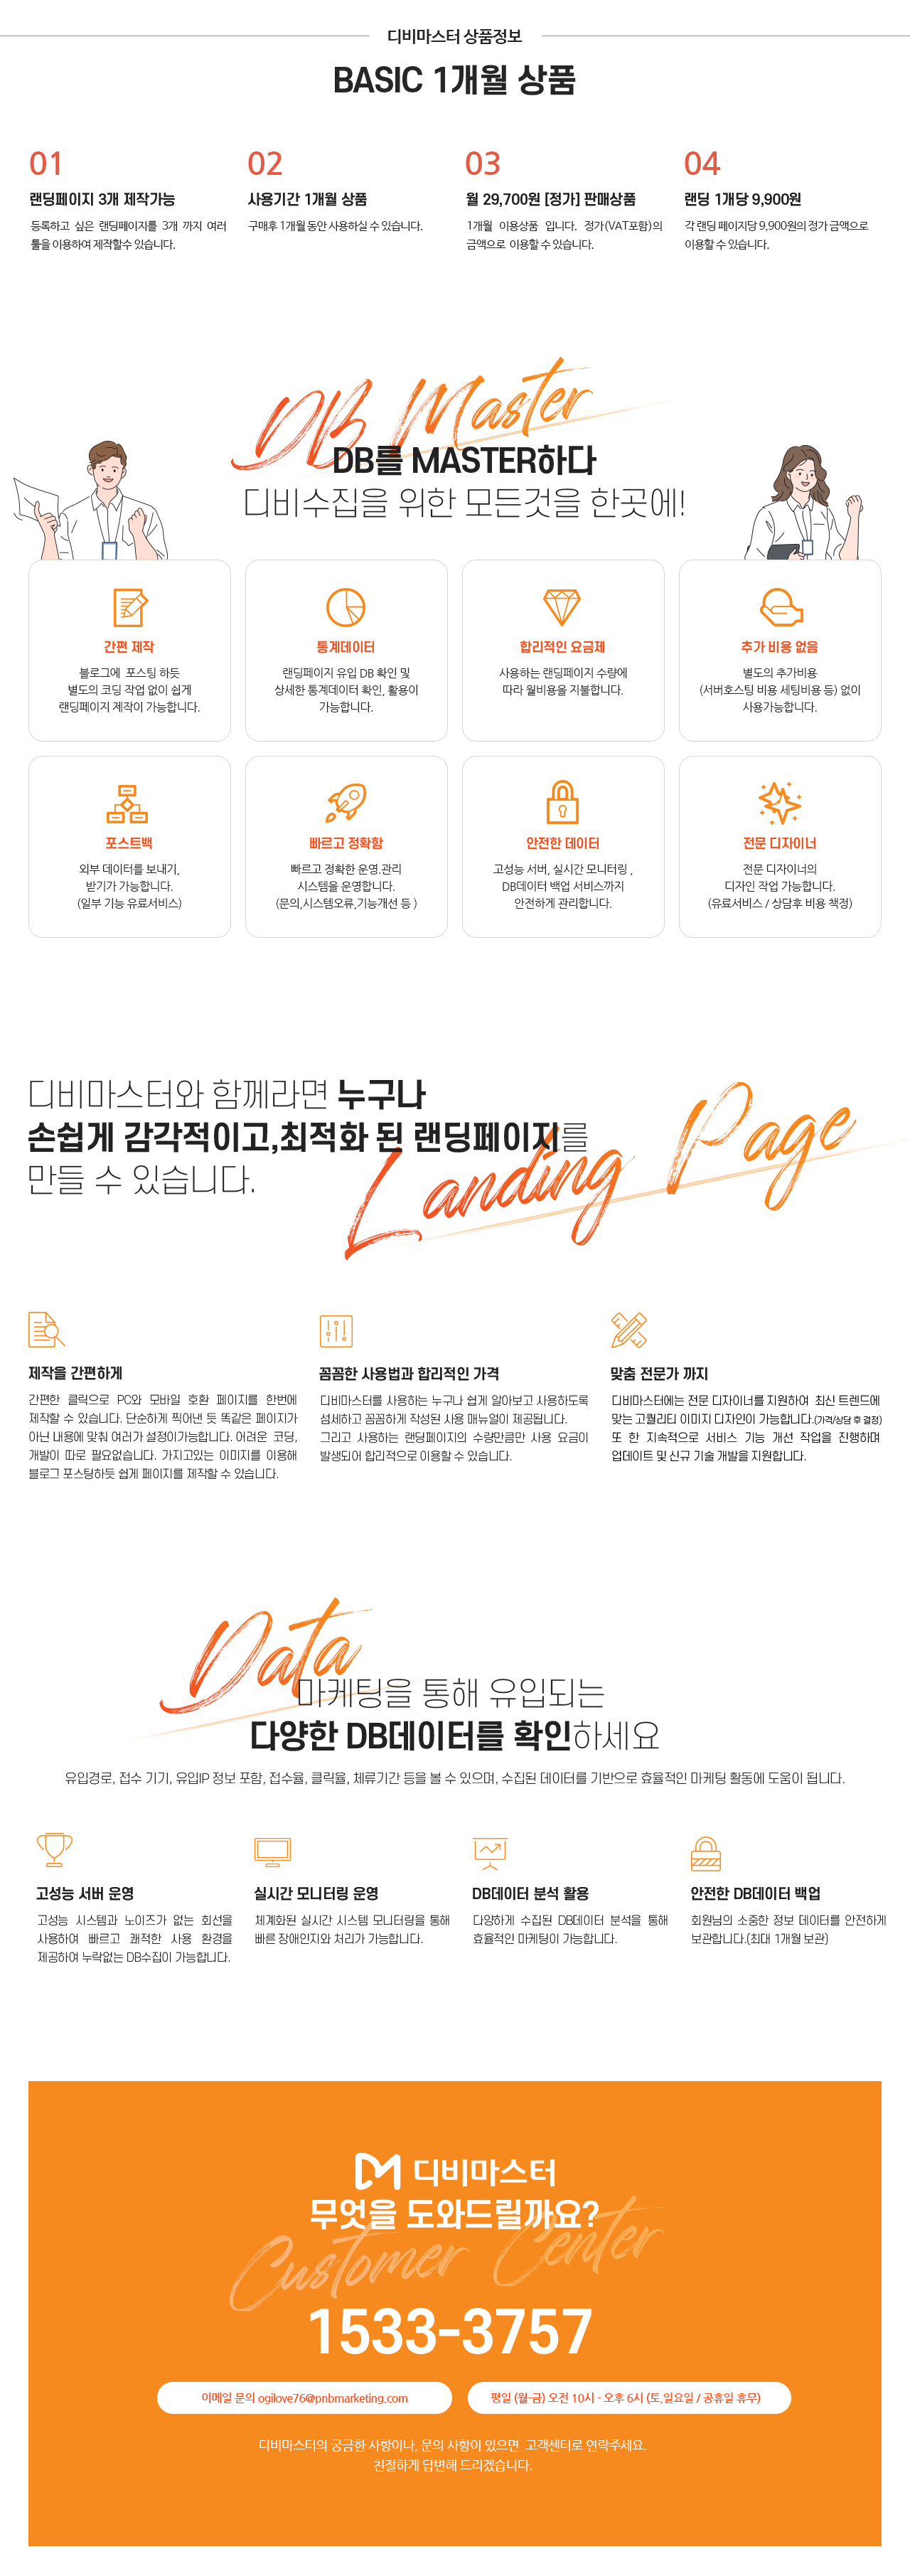 디비마스터 상품정보
BASIC 1개월 상품
01
랜딩페이지 3개 제작가능
등록하고 싶은 랜딩페이지를 3개 까지 여러
툴을 이용하여 제작할수 있습니다.
02
사용기간 1개월 상품
구매후 1개월 동안 사용하실 수 있습니다.
03
월 29,700원 [정가] 판매상품
1개월 이용상품 입니다. 정가(VAT포함)의
금액으로 이용할 수 있습니다.
04
랜딩 1개당 9,900원
각 랜딩 페이지당 9,900원의 정가 금액으로
이용할 수 있습니다.
DB Master
DB를 MASTER하다
디비수집을 위한 모든것을 한곳에!
간편 제작
블로그에 포스팅 하듯
별도의 코딩 작업 없이 쉽게
랜딩페이지 제작이 가능합니다.
통계데이터
랜딩페이지 유입 DB 확인 및
상세한 통계데이터 확인, 활용이
가능합니다.
합리적인 요금제
사용하는 랜딩페이지 수량에
따라 월비용을 지불합니다.
추가 비용 없음
별도의 추가비용
(서버호스팅 비용 세팅비용 등) 없이
사용가능합니다.
포스트백
외부 데이터를 보내기,
받기가 가능합니다.
(일부 기능 유료서비스)
빠르고 정확함
빠르고 정확한 운영.관리
시스템을 운영합니다.
(문의,시스템오류,기능개선 등 )
안전한 데이터
고성능 서버, 실시간 모니터링 ,
DB데이터 백업 서비스까지
안전하게 관리합니다.
전문 디자이너
전문 디자이너의
디자인 작업 가능합니다.
(유료서비스 / 상담후 비용 책정)
디비마스터와 함께라면 누구나
손쉽게 감각적이고,최적화 된 랜딩페이지를
만들 수 있습니다.
Landing Page
제작을 간편하게
간편한 클릭으로 PC와 모바일 호환 페이지를 한번에
제작할 수 있습니다. 단순하게 찍어낸 듯 똑같은 페이지가
아닌 내용에 맞춰 여러가 설정이가능합니다. 어려운 코딩,
개발이 따로 필요없습니다. 가지고있는 이미지를 이용해
블로그 포스팅하듯 쉽게 페이지를 제작할 수 있습니다.
꼼꼼한 사용법과 합리적인 가격
디비마스터를 사용하는 누구나 쉽게 알아보고 사용하도록
섬세하고 꼼꼼하게 작성된 사용 매뉴얼이 제공됩니다.
그리고 사용하는 랜딩페이지의 수량만큼만 사용 요금이
발생되어 합리적으로 이용할 수 있습니다.
맞춤 전문가 까지
디비마스터에는 전문 디자이너를 지원하여 최신 트렌드에
맞는 고퀄리티 이미지 디자인이 가능합니다.(가격/상담 후 결정)
또 한 지속적으로 서비스 기능 개선 작업을 진행하며
업데이트 및 신규 기술 개발을 지원합니다.
Data
마케팅을 통해 유입되는
다양한 DB데이터를 확인하세요
유입경로, 접수 기기, 유입IP 정보 포함, 접수율, 클릭율, 체류기간 등을 볼 수 있으며, 수집된 데이터를 기반으로 효율적인 마케팅 활동에 도움이 됩니다.
고성능 서버 운영
고성능 시스템과 노이즈가 없는 회선을
사용하여 빠르고 쾌적한 사용 환경을
제공하여 누락없는 DB수집이 가능합니다.
실시간 모니터링 운영
체계화된 실시간 시스템 모니터링을 통해
빠른 장애인지와 처리가 가능합니다.
DB데이터 분석 활용
다양하게 수집된 DB데이터 분석을 통해
효율적인 마케팅이 가능합니다.
안전한 DB데이터 백업
회원님의 소중한 정보 데이터를 안전하게
보관합니다.(최대 1개월 보관)
디비마스터
무엇을 도와드릴까요?
Customer Center
1533-3757
이메일 문의 ogilove76@pnbmarketing.com
평일 (월-금) 오전 10시 - 오후 6시 (토.일요일 / 공휴일 휴무)
디비마스터의 궁금한 사항이나, 문의 사항이 있으면 고객센터로 연락주세요.
친절하게 답변해 드리겠습니다.